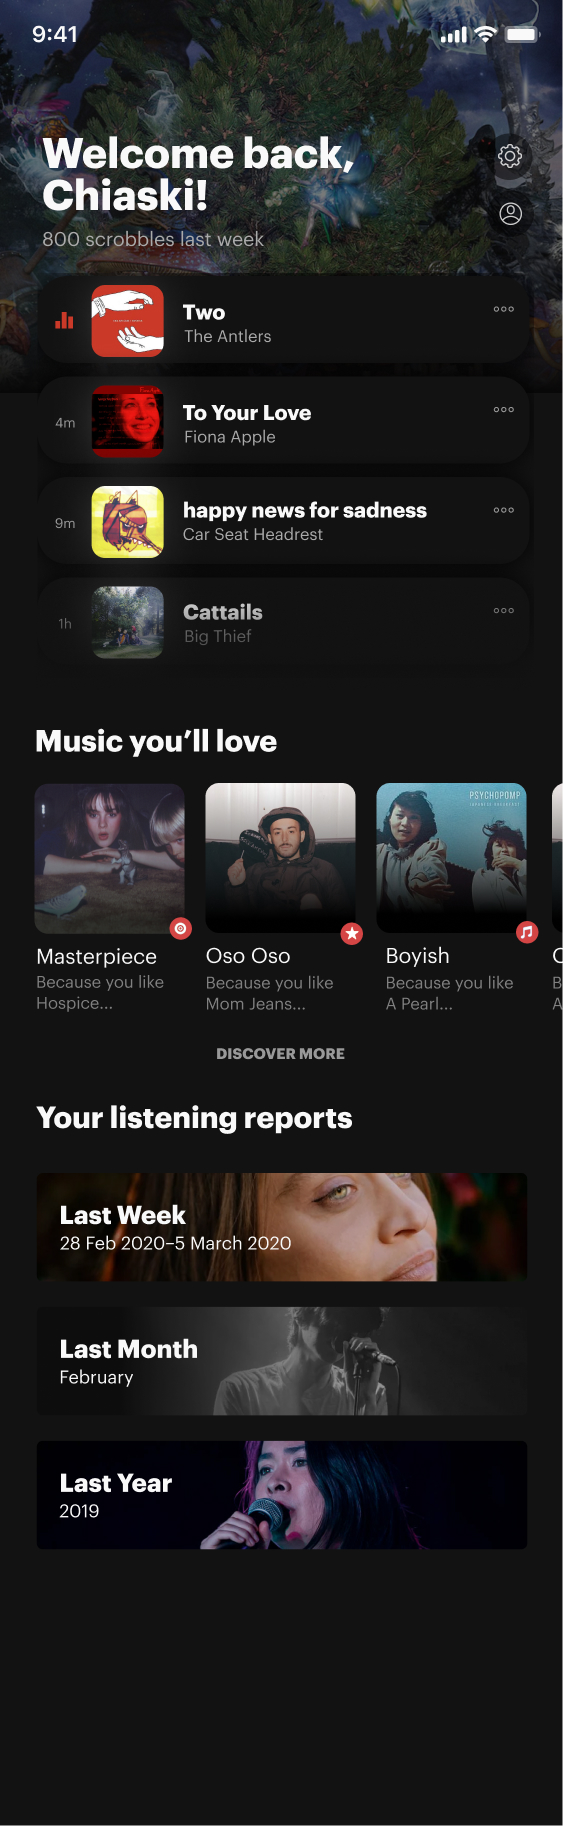 9:41
Welcome back,
Chiaski!
800 scrobbles last week
Two
The Antlers
4m
To Your Love
Fiona Apple
9m
happy news for sadness
Car Seat Headrest
1h
Cattails
Big Thief
Music you’ll love
PSYCHOPOMP
JAPANESE BREAKFAST
Masterpiece
Because you like
Hospice...
Oso Oso
Because you like
Mom Jeans...
Boyish
Because you like
A Pearl...
DISCOVER MORE
Your listening reports
Last Week
28 Feb 2020–5 March 2020
Last Month
February
Last Year
2019